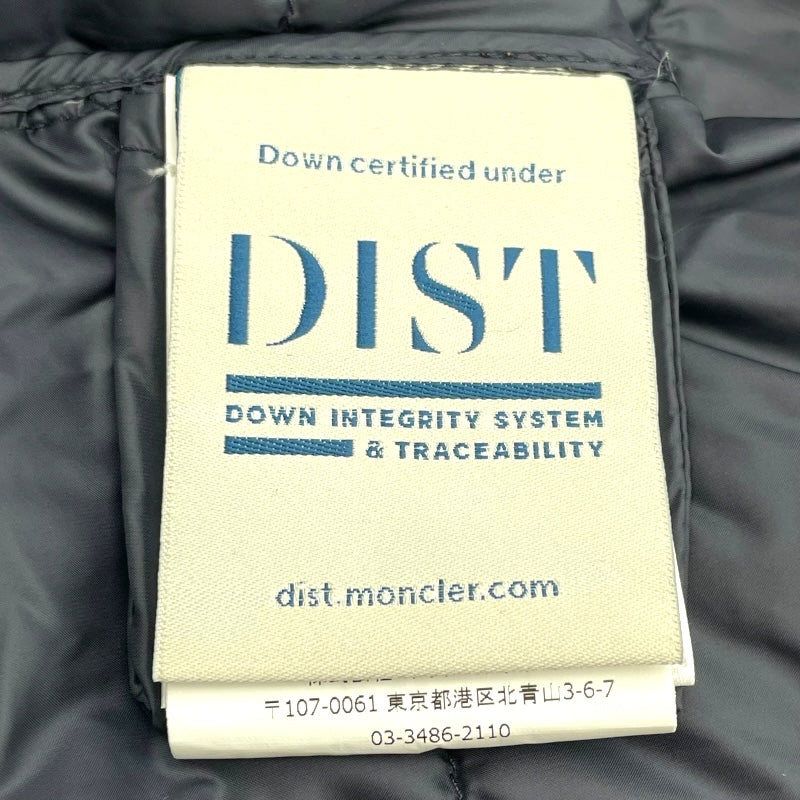 Down certified under
DIST
DOWN INTEGRITY SYSTEM
& TRACEABILITY
dist.moncler.com
〒107-0061 東京都港区北青山3-6-7
03-3486-2110